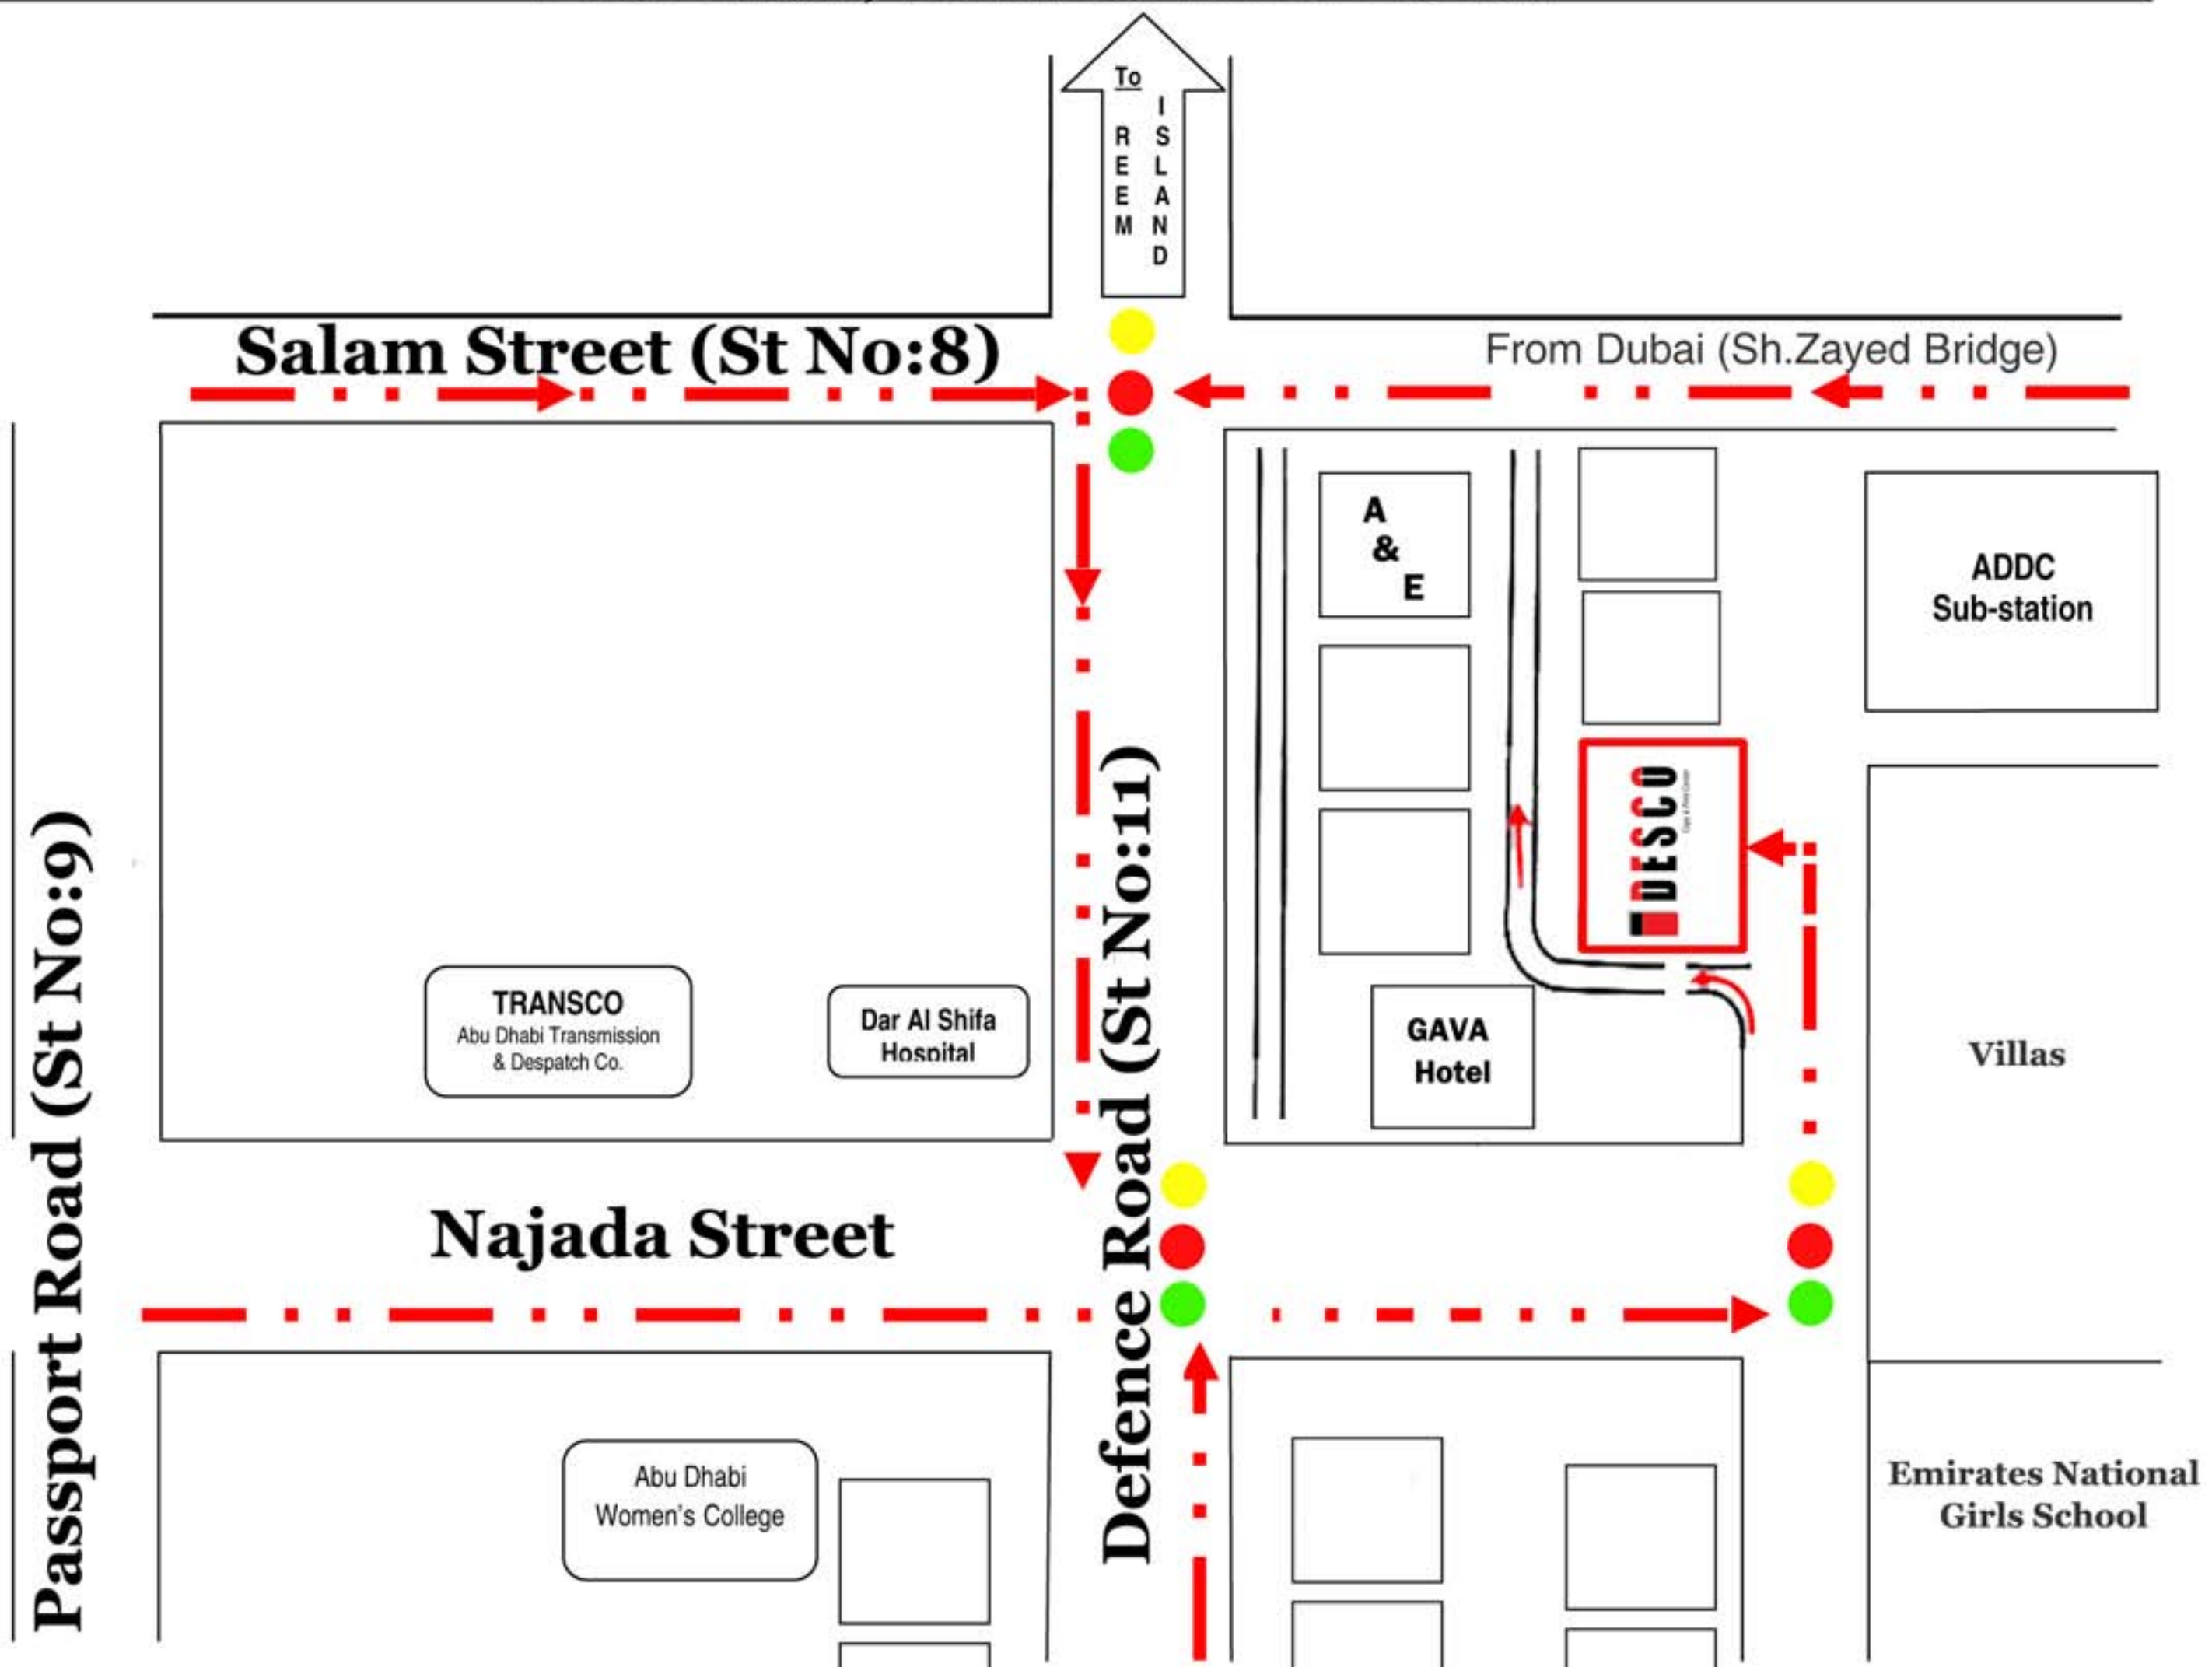 To
REEM
ISLAND
Salam Street (St No:8)
From Dubai (Sh.Zayed Bridge)
A
&
E
ADDC
Sub-station
DESCO
Passport Road (St No:9)
Defence Road (St No:11)
TRANSCO
Abu Dhabi Transmission
& Despatch Co.
Dar Al Shifa
Hospital
GAVA
Hotel
Villas
Najada Street
Abu Dhabi
Women's College
Emirates National
Girls School